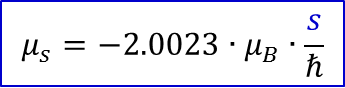 μs = −2.0023 · μB · s/ħ